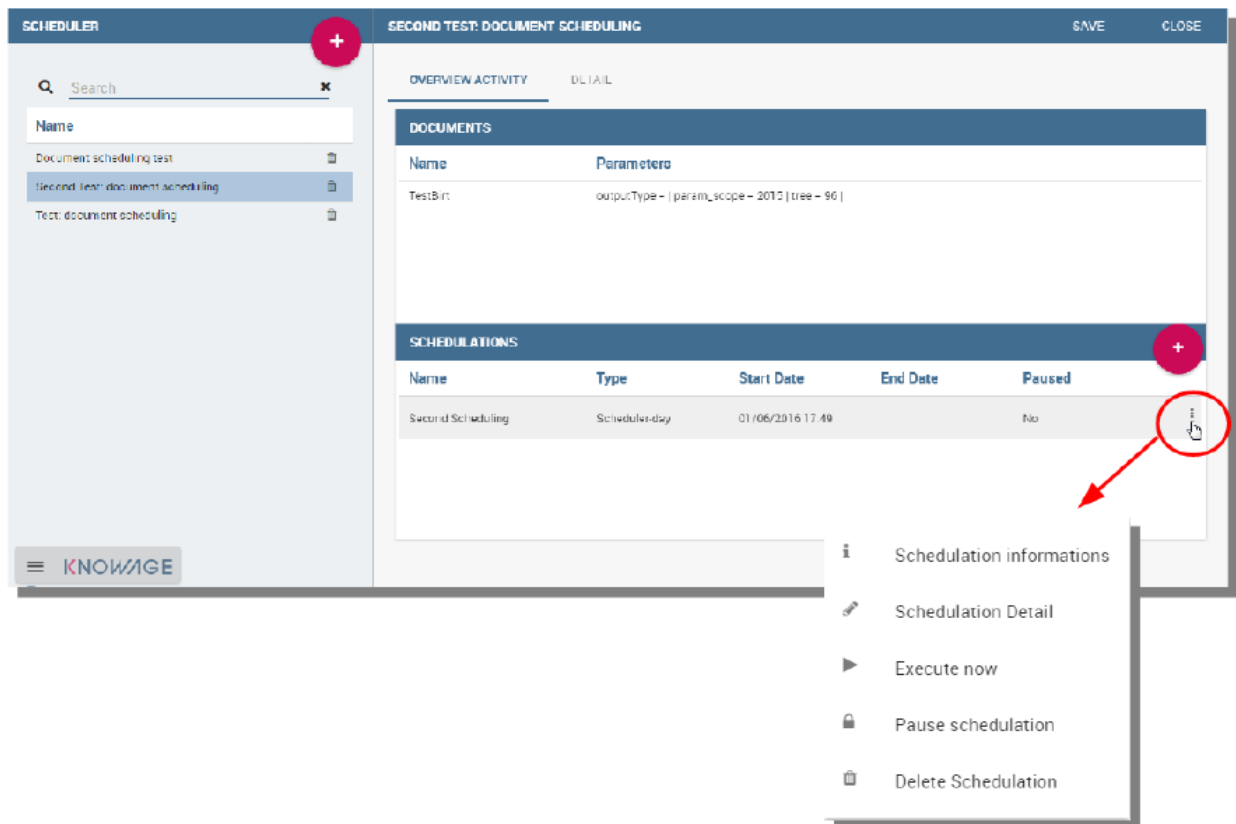 SCHEDULER
SECOND TEST: DOCUMENT SCHEDULING SAVE CLOSE
Search
Name
Document scheduling test
Second Test: document scheduling
Test: document scheduling
OVERVIEW ACTIVITY DETAIL
DOCUMENTS
Name Parameters
TestBirt outputType = | param_scope = 2015 | tree = 96 |
SCHEDULATIONS
Name Type Start Date End Date Paused
Second Scheduling Scheduler-day 01/06/2016 17:49 No
KNOWAGE
Schedulation informations
Schedulation Detail
Execute now
Pause schedulation
Delete Schedulation